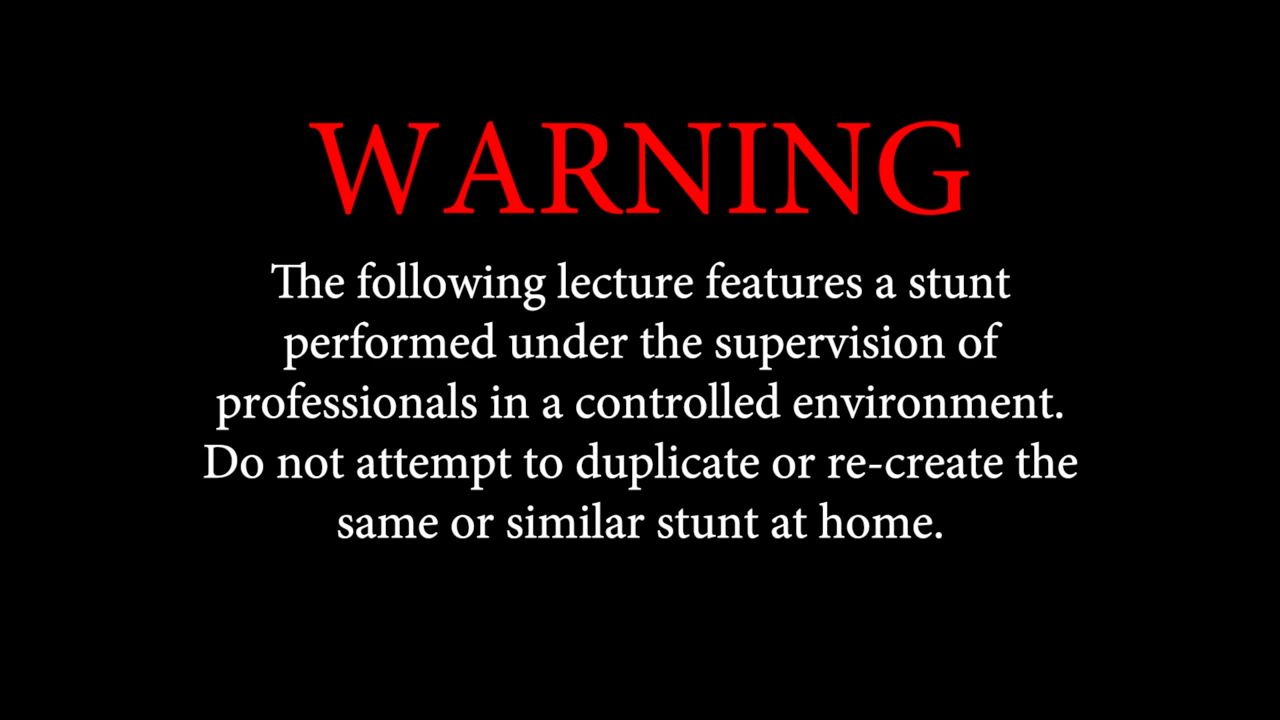 WARNING
The following lecture features a stunt
performed under the supervision of
professionals in a controlled environment.
Do not attempt to duplicate or re-create the
same or similar stunt at home.